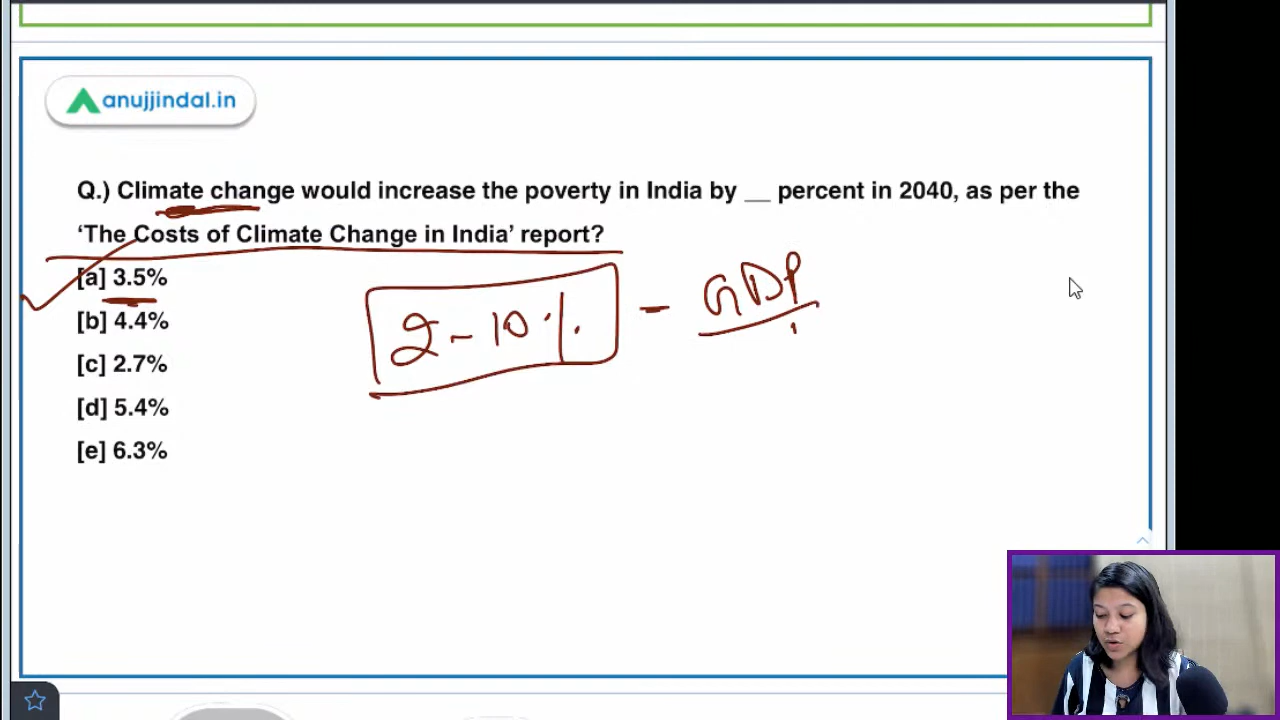 anujjindal.in
Q.) Climate change would increase the poverty in India by __ percent in 2040, as per the
‘The Costs of Climate Change in India’ report?
[a] 3.5%
[b] 4.4%
[c] 2.7%
[d] 5.4%
[e] 6.3%
2 - 10% - GDP